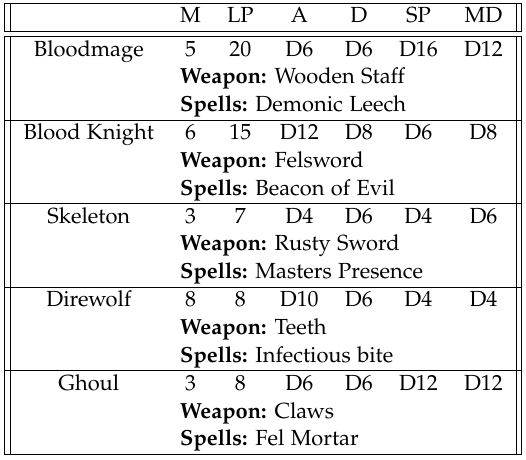 M LP A D SP MD
Bloodmage 5 20 D6 D6 D16 D12
Weapon: Wooden Staff
Spells: Demonic Leech
Blood Knight 6 15 D12 D8 D6 D8
Weapon: Felsword
Spells: Beacon of Evil
Skeleton 3 7 D4 D6 D4 D6
Weapon: Rusty Sword
Spells: Masters Presence
Direwolf 8 8 D10 D6 D4 D4
Weapon: Teeth
Spells: Infectious bite
Ghoul 3 8 D6 D6 D12 D12
Weapon: Claws
Spells: Fel Mortar